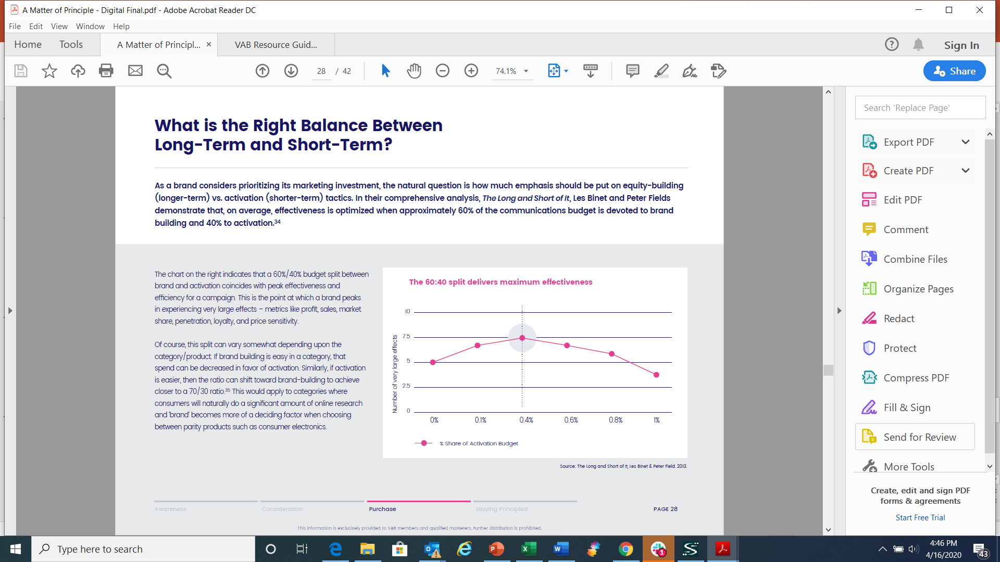 A Matter of Principle - Digital Final.pdf - Adobe Acrobat Reader DC
File Edit View Window Help
Home Tools A Matter of Principl... × VAB Resource Guid... Sign In
28 / 42 74.1% Share
What is the Right Balance Between
Long-Term and Short-Term?
As a brand considers prioritizing its marketing investment, the natural question is how much emphasis should be put on equity-building
(longer-term) vs. activation (shorter-term) tactics. In their comprehensive analysis, The Long and Short of It, Les Binet and Peter Fields
demonstrate that, on average, effectiveness is optimized when approximately 60% of the communications budget is devoted to brand
building and 40% to activation.34
The chart on the right indicates that a 60%/40% budget split between
brand and activation coincides with peak effectiveness and
efficiency for a campaign. This is the point at which a brand peaks
in experiencing very large effects – metrics like profit, sales, market
share, penetration, loyalty, and price sensitivity.
Of course, this split can vary somewhat depending upon the
category/product. If brand building is easy in a category, that
spend can be decreased in favor of activation. Similarly, if activation
is easier, then the ratio can shift toward brand-building to achieve
closer to a 70/30 ratio.35 This would apply to categories where
consumers will naturally do a significant amount of online research
and 'brand' becomes more of a deciding factor when choosing
between parity products such as consumer electronics.
The 60:40 split delivers maximum effectiveness
Number of very large effects
10
7.5
5
2.5
0
0% 0.1% 0.4% 0.6% 0.8% 1%
% Share of Activation Budget
Source: The Long and Short of It, Les Binet & Peter Field. 2013.
Awareness Consideration Purchase Staying Principled PAGE 28
This information is exclusively provided to VAB members and qualified marketers. Further distribution is prohibited.
Search 'Replace Page'
Export PDF
Create PDF
Edit PDF
Comment
Combine Files
Organize Pages
Redact
Protect
Compress PDF
Fill & Sign
Send for Review
More Tools
Create, edit and sign PDF
forms & agreements
Start Free Trial
Type here to search
1
4:46 PM
4/16/2020
43